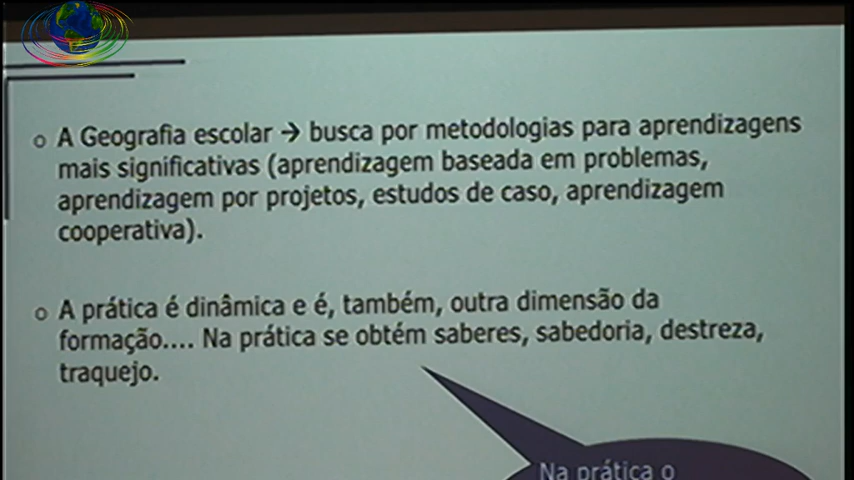 o A Geografia escolar → busca por metodologias para aprendizagens
mais significativas (aprendizagem baseada em problemas,
aprendizagem por projetos, estudos de caso, aprendizagem
cooperativa).
o A prática é dinâmica e é, também, outra dimensão da
formação.... Na prática se obtém saberes, sabedoria, destreza,
traquejo.
Na prática o